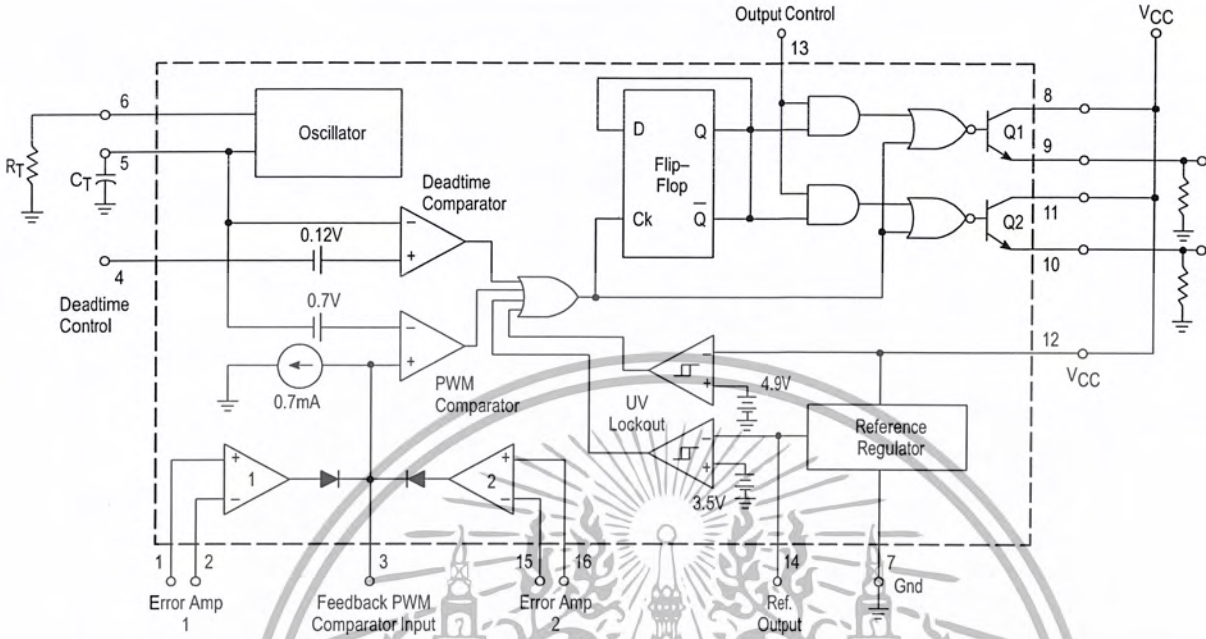 Output Control
13
VCC
6
Oscillator
RT
5
CT
D
Q
Flip–
Flop
Ck
Q
8
Q1
9
11
Q2
10
Deadtime
Comparator
0.12V
–
+
4
Deadtime
Control
0.7V
–
+
PWM
Comparator
0.7mA
12
VCC
–
+
4.9V
UV
Lockout
–
+
3.5V
Reference
Regulator
+
–
1
+
–
2
1
2
3
15
16
14
7
Gnd
Error Amp
1
Feedback PWM
Comparator Input
Error Amp
2
Ref.
Output